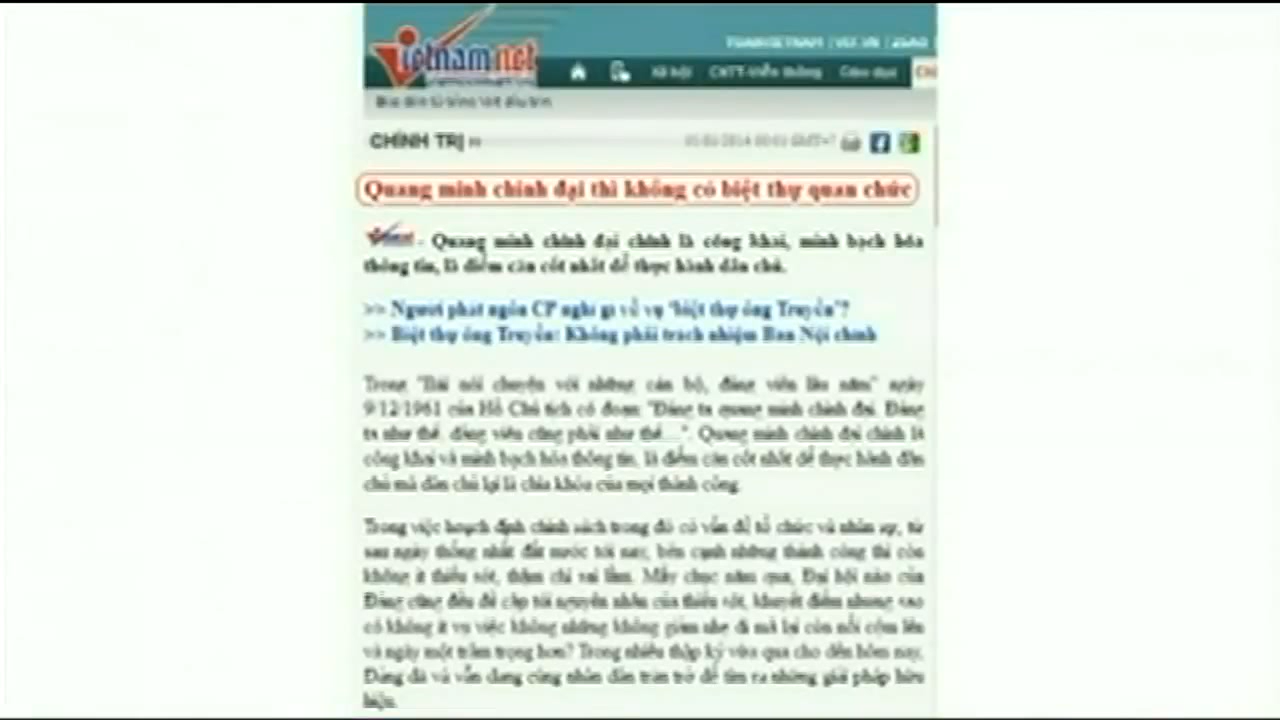 Vietnam net
Xã hội CNTT-Viễn thông Giáo dục
CHÍNH TRỊ »
Quang minh chính đại thì không có biệt thự quan chức
- Quang minh chính đại chính là công khai, minh bạch hóa
thông tin, là điểm căn cốt nhất để thực hành dân chủ.
>> Người phát ngôn CP nghĩ gì về vụ "biệt thự ông Truyền"?
>> Biệt thự ông Truyền: Không phải trách nhiệm Ban Nội chính
Trong "Bài nói chuyện với những cán bộ, đảng viên lâu năm" ngày
9/12/1961 của Hồ Chủ tịch có đoạn: "Đảng ta quang minh chính đại. Đảng
ta như thế, đảng viên cũng phải như thế...". Quang minh chính đại chính là
công khai và minh bạch hóa thông tin, là điểm căn cốt nhất để thực hành dân
chủ mà dân chủ lại là chìa khóa của mọi thành công.
Trong việc hoạch định chính sách trong đó có vấn đề tổ chức và nhân sự, từ
sau ngày thống nhất đất nước tới nay, bên cạnh những thành công thì còn
không ít thiếu sót, thậm chí sai lầm. Mấy chục năm qua, Đại hội nào của
Đảng cũng đều đề cập tới nguyên nhân của thiếu sót, khuyết điểm nhưng sao
có không ít vụ việc không những không giảm nhẹ đi mà lại còn nổi cộm lên
và ngày một trầm trọng hơn? Trong nhiều thập kỷ vừa qua cho đến hôm nay,
Đảng đã và vẫn đang cùng nhân dân trăn trở để tìm ra những giải pháp hữu
hiệu.